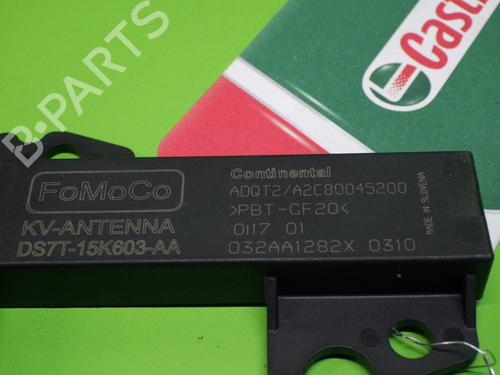 B-PARTS
Castr
FoMoCo
KV-ANTENNA
DS7T-15K603-AA
Continental
ADQT2/A2C80045200
>PBT-GF20<
0117 01
032AA1282X 0310
MADE IN SLOVENIA